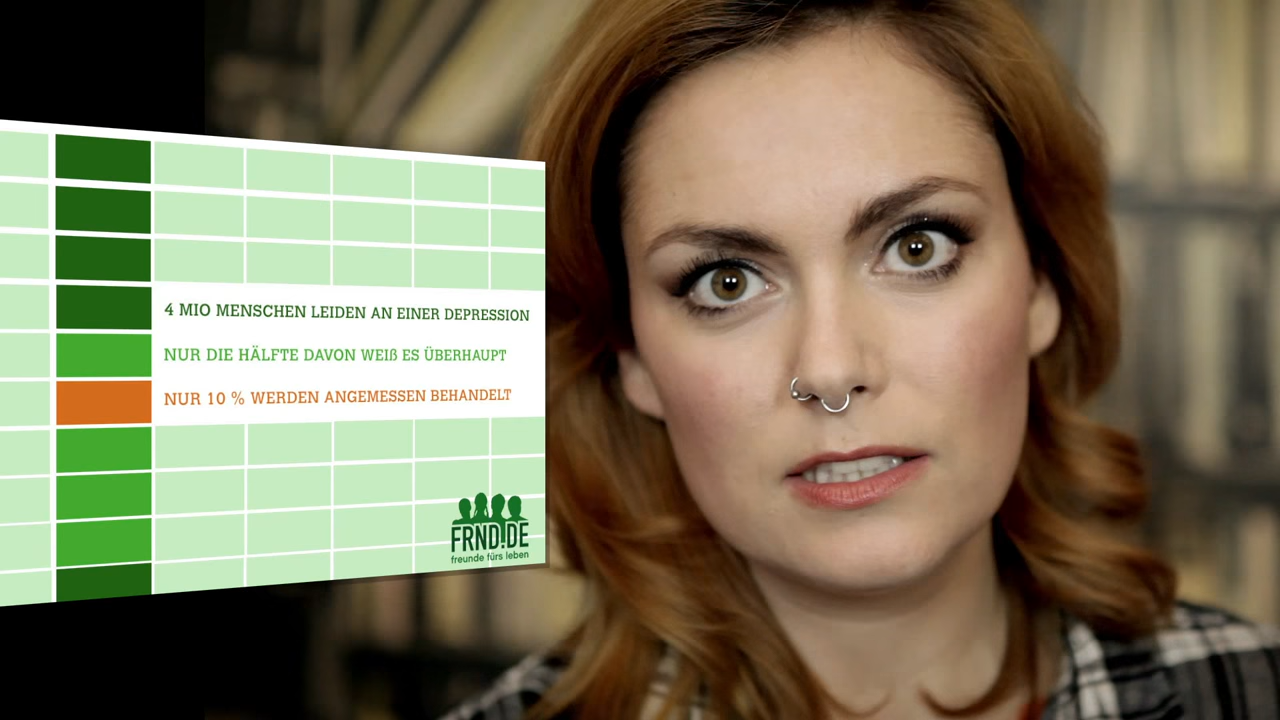 4 MIO MENSCHEN LEIDEN AN EINER DEPRESSION
NUR DIE HÄLFTE DAVON WEIß ES ÜBERHAUPT
NUR 10 % WERDEN ANGEMESSEN BEHANDELT
FRND.DE
freunde fürs leben